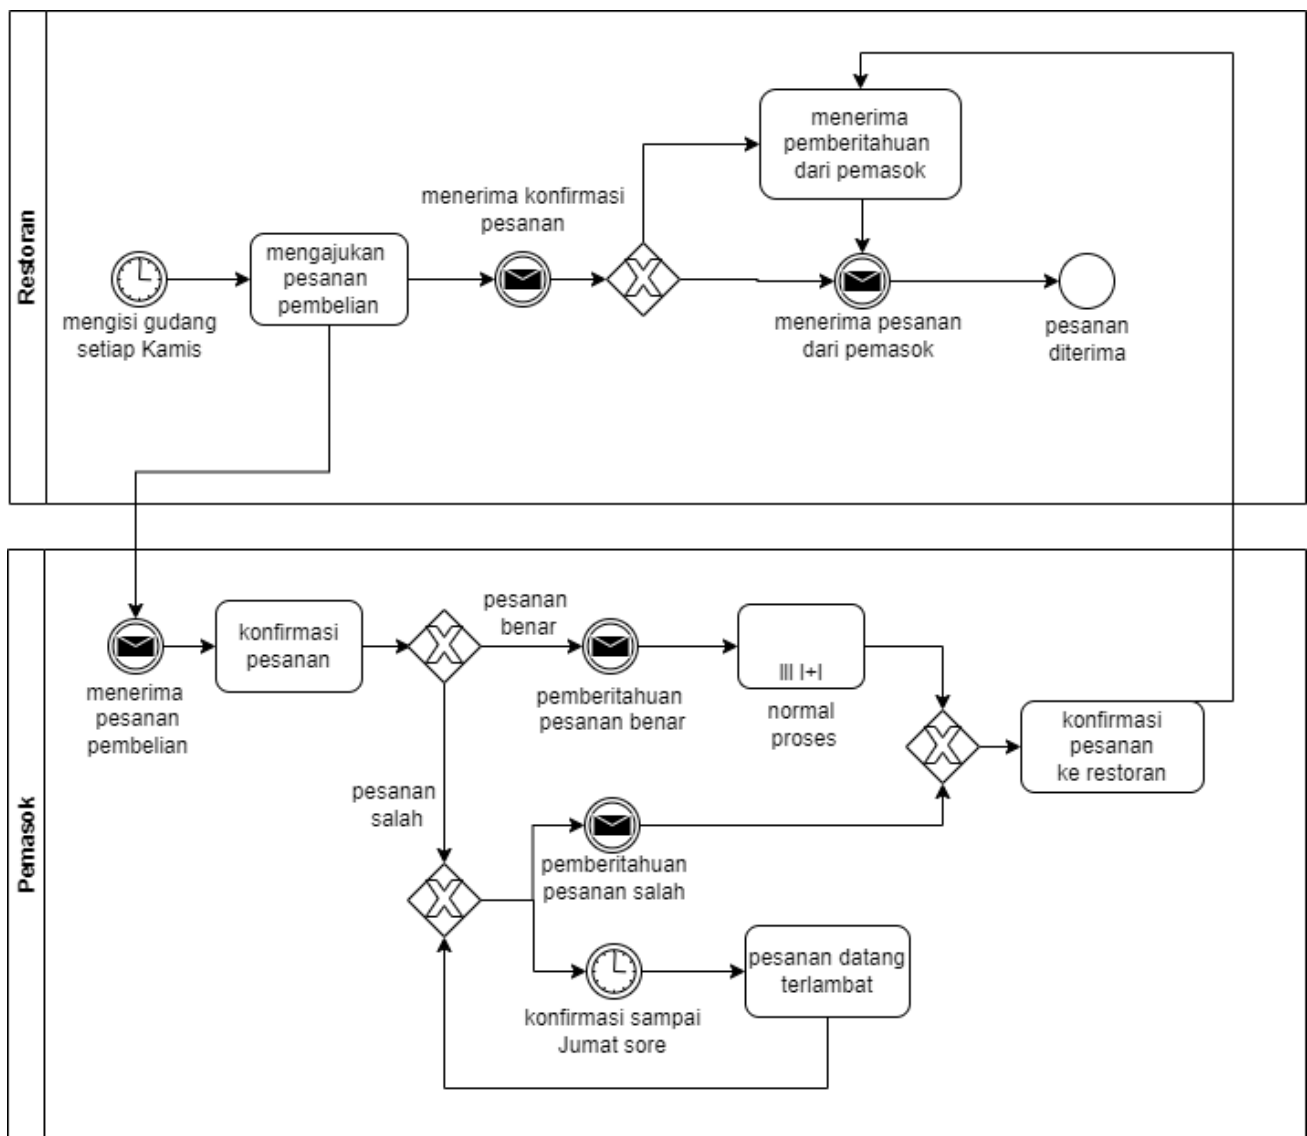 Restoran
menerima
pemberitahuan
dari pemasok
menerima konfirmasi
pesanan
mengajukan
pesanan
pembelian
mengisi gudang
setiap Kamis
menerima pesanan
dari pemasok
pesanan
diterima
Pemasok
menerima
pesanan
pembelian
konfirmasi
pesanan
pesanan
benar
pemberitahuan
pesanan benar
normal
proses
konfirmasi
pesanan
ke restoran
pesanan
salah
pemberitahuan
pesanan salah
konfirmasi sampai
Jumat sore
pesanan datang
terlambat